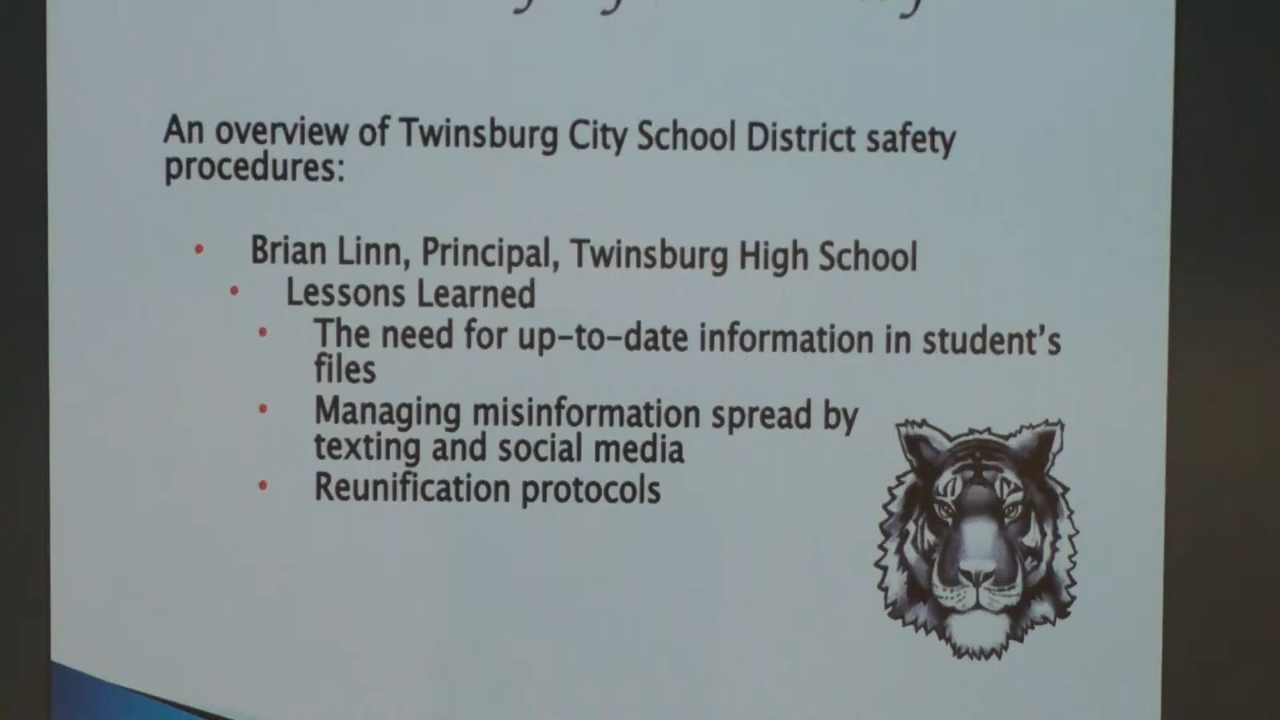 An overview of Twinsburg City School District safety
procedures:
• Brian Linn, Principal, Twinsburg High School
• Lessons Learned
• The need for up-to-date information in student's
files
• Managing misinformation spread by
texting and social media
• Reunification protocols